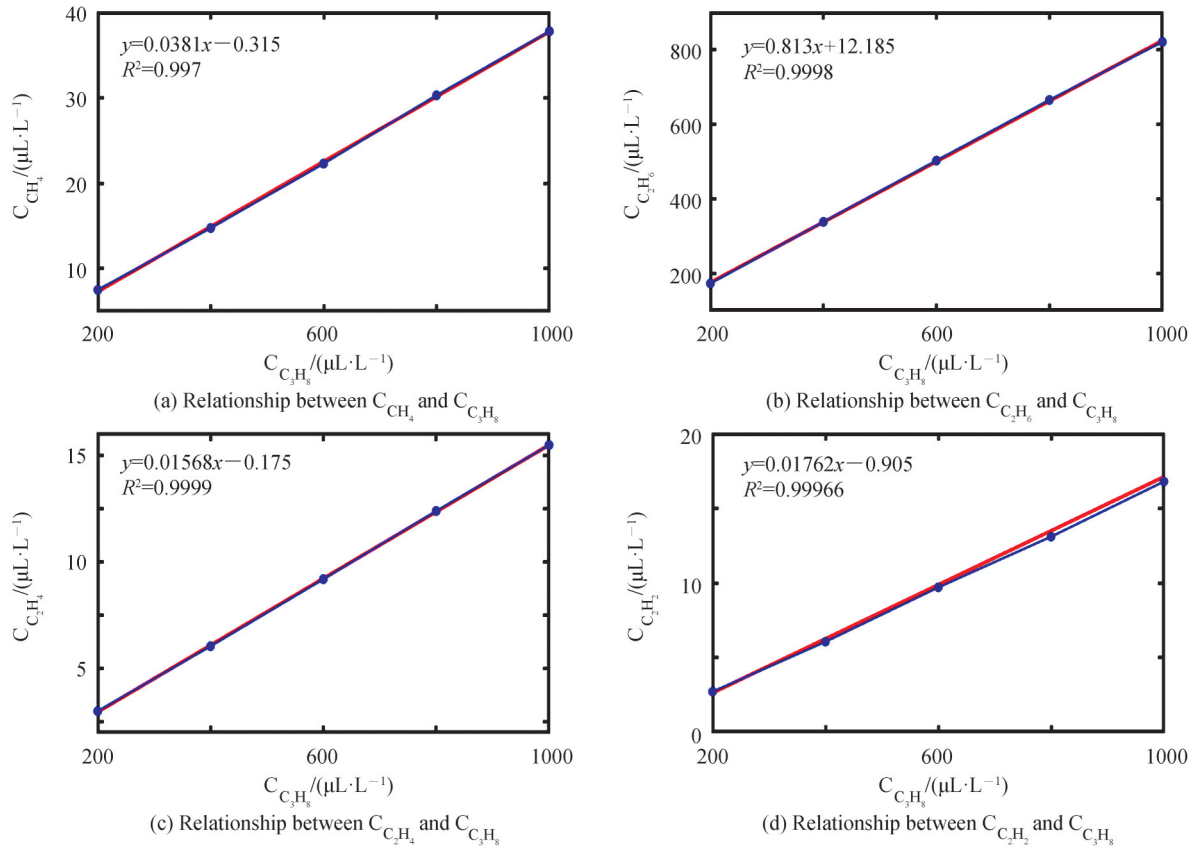 40
30
20
10
y=0.0381x−0.315
R²=0.997
C_CH₄/(μL·L⁻¹)
200 600 1000
C_C₃H₈/(μL·L⁻¹)
(a) Relationship between C_CH₄ and C_C₃H₈
800
600
400
200
y=0.813x+12.185
R²=0.9998
C_C₂H₆/(μL·L⁻¹)
200 600 1000
C_C₃H₈/(μL·L⁻¹)
(b) Relationship between C_C₂H₆ and C_C₃H₈
15
10
5
y=0.01568x−0.175
R²=0.9999
C_C₂H₄/(μL·L⁻¹)
200 600 1000
C_C₃H₈/(μL·L⁻¹)
(c) Relationship between C_C₂H₄ and C_C₃H₈
20
10
0
y=0.01762x−0.905
R²=0.99966
C_C₂H₂/(μL·L⁻¹)
200 600 1000
C_C₃H₈/(μL·L⁻¹)
(d) Relationship between C_C₂H₂ and C_C₃H₈